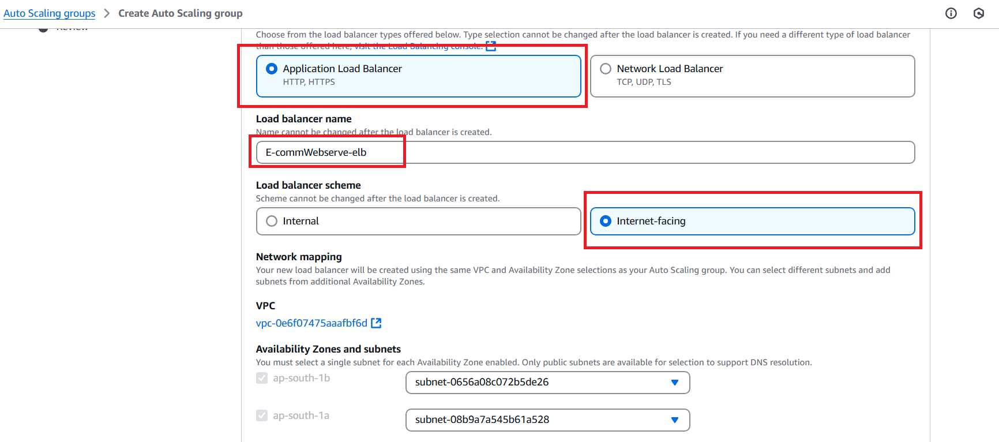 Auto Scaling groups > Create Auto Scaling group
Review
Choose from the load balancer types offered below. Type selection cannot be changed after the load balancer is created. If you need a different type of load balancer
than those offered here, visit the Load Balancing console.
Application Load Balancer
HTTP, HTTPS
Network Load Balancer
TCP, UDP, TLS
Load balancer name
Name cannot be changed after the load balancer is created.
E-commWebserve-elb
Load balancer scheme
Scheme cannot be changed after the load balancer is created.
Internal
Internet-facing
Network mapping
Your new load balancer will be created using the same VPC and Availability Zone selections as your Auto Scaling group. You can select different subnets and add
subnets from additional Availability Zones.
VPC
vpc-0e6f07475aaafbf6d
Availability Zones and subnets
You must select a single subnet for each Availability Zone enabled. Only public subnets are available for selection to support DNS resolution.
ap-south-1b
subnet-0656a08c072b5de26
ap-south-1a
subnet-08b9a7a545b61a528